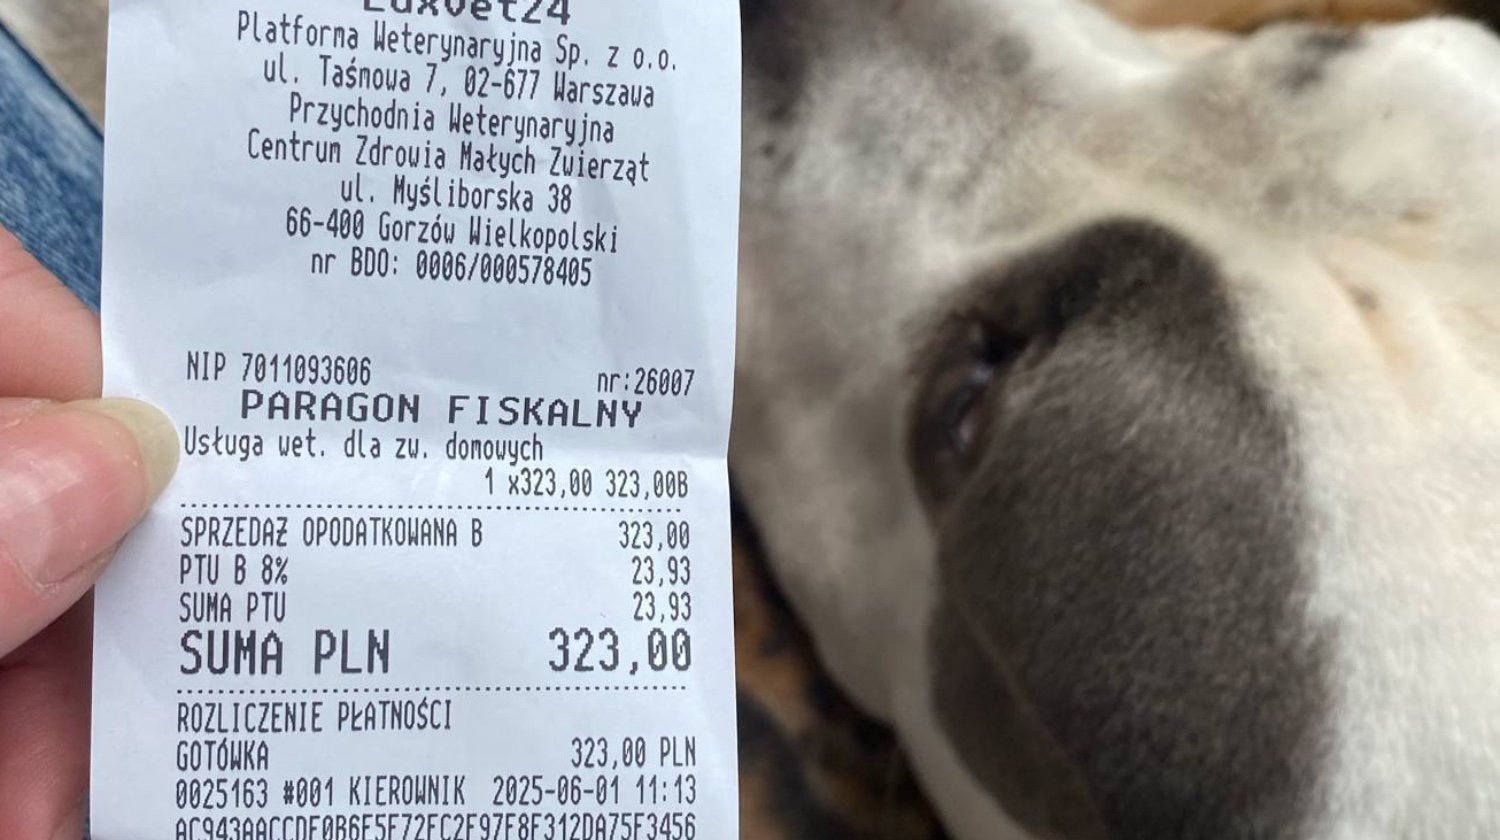 LuxVet24
Platforma Weterynaryjna Sp. z o.o.
ul. Taśmowa 7, 02-677 Warszawa
Przychodnia Weterynaryjna
Centrum Zdrowia Małych Zwierząt
ul. Myśliborska 38
66-400 Gorzów Wielkopolski
nr BDO: 0006/000578405
NIP 7011093606 nr:26007
PARAGON FISKALNY
Usługa wet. dla zw. domowych
1 x323,00 323,00B
SPRZEDAŻ OPODATKOWANA B 323,00
PTU B 8% 23,93
SUMA PTU 23,93
SUMA PLN 323,00
ROZLICZENIE PŁATNOŚCI
GOTÓWKA 323,00 PLN
0025163 #001 KIEROWNIK 2025-06-01 11:13
AC943AACCDF0B6F5F72FC2F97F8F312DA75F3456